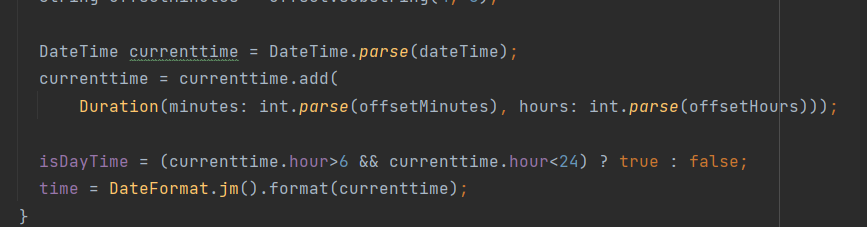 DateTime currenttime = DateTime.parse(dateTime);
currenttime = currenttime.add(
Duration(minutes: int.parse(offsetMinutes), hours: int.parse(offsetHours)));
isDayTime = (currenttime.hour>6 && currenttime.hour<24) ? true : false;
time = DateFormat.jm().format(currenttime);
}